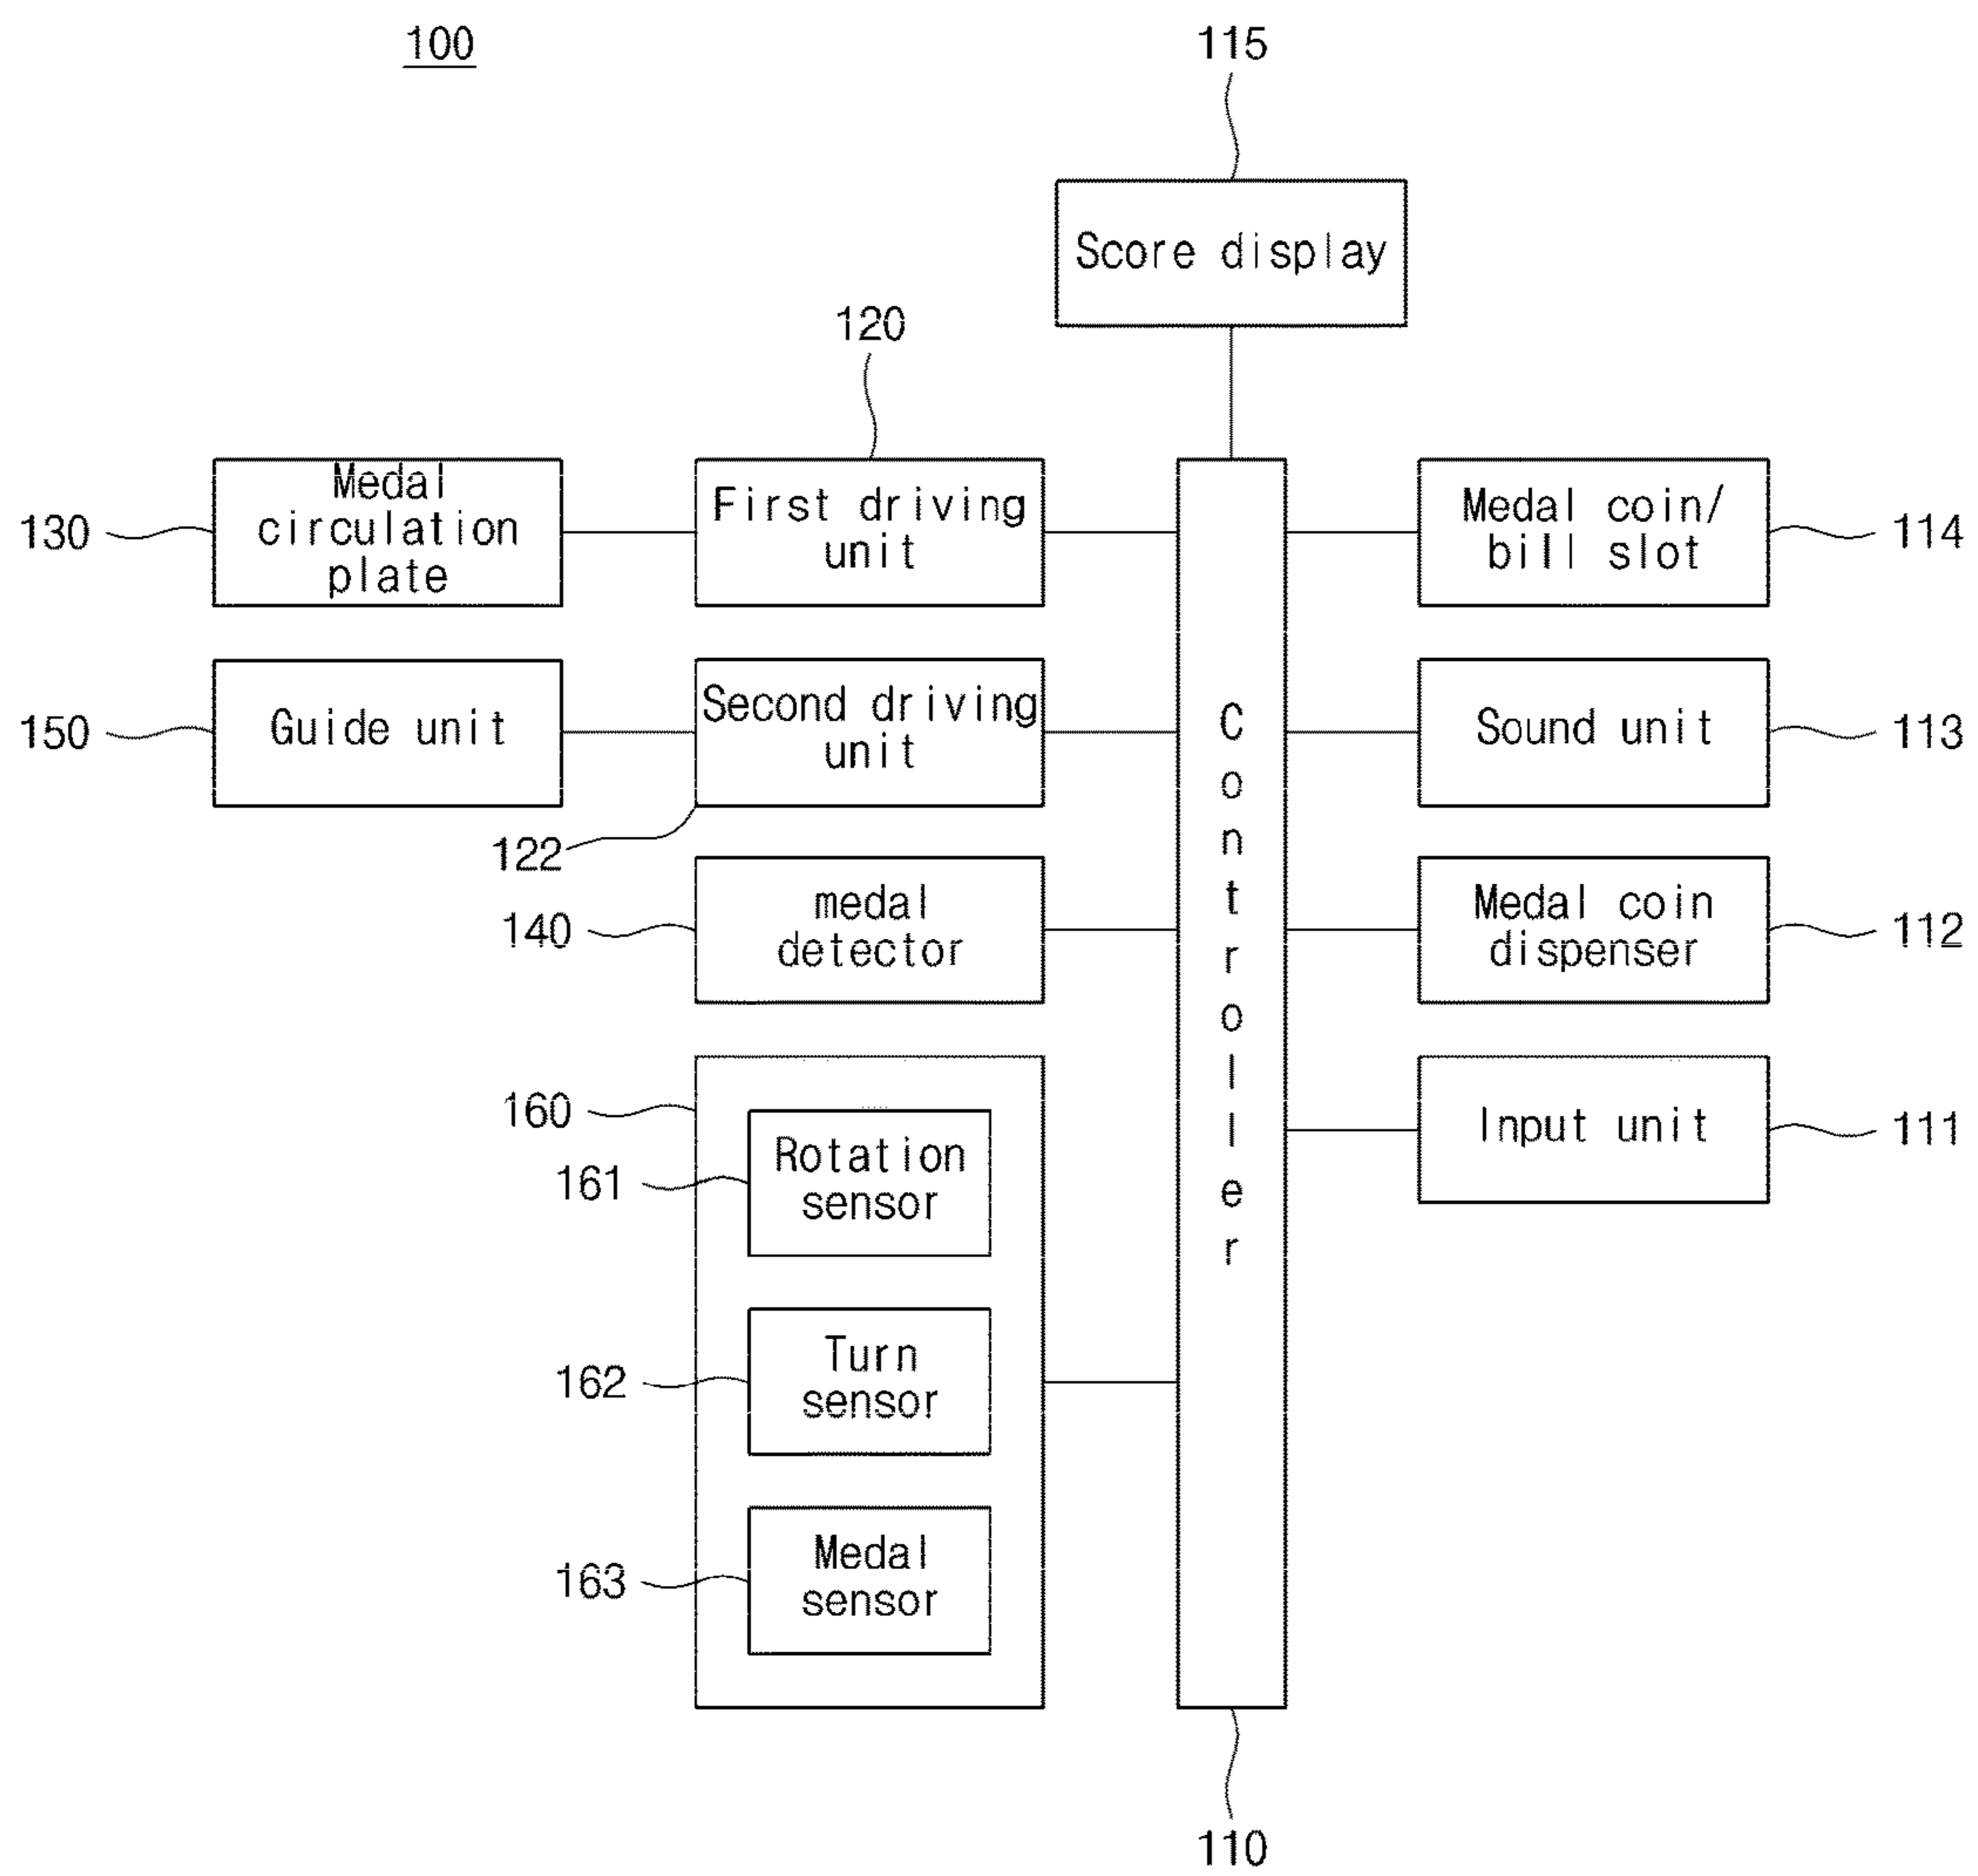 100
115
Score display
120
Medal
circulation
plate
First driving
unit
Medal coin/
bill slot
130
114
Guide unit
Second driving
unit
Controller
Sound unit
150
113
122
medal
detector
Medal coin
dispenser
140
112
160
Rotation
sensor
Input unit
161
111
Turn
sensor
162
Medal
sensor
163
110